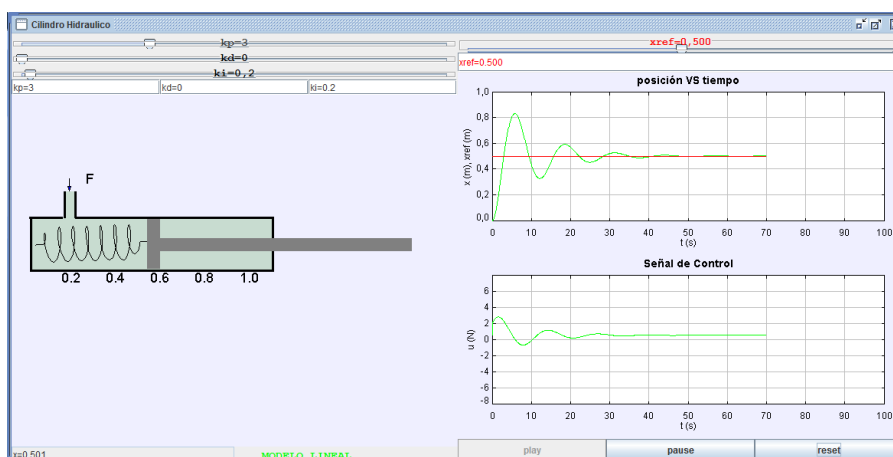 Cilindro Hidraulico
kp=3
kd=0
ki=0,2
kp=3 kd=0 ki=0.2
F
0.2 0.4 0.6 0.8 1.0
x=0.501 MODELO LINEAL
xref=0,500
xref=0.500
posición VS tiempo
x (m), xref (m)
1,0
0,8
0,6
0,4
0,2
0,0
0 10 20 30 40 50 60 70 80 90 100
t (s)
Señal de Control
u (N)
6
4
2
0
-2
-4
-6
-8
0 10 20 30 40 50 60 70 80 90 100
t (s)
play pause reset